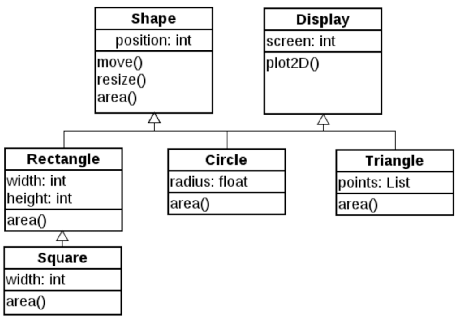 Shape
position: int
move()
resize()
area()
Display
screen: int
plot2D()
Rectangle
width: int
height: int
area()
Circle
radius: float
area()
Triangle
points: List
area()
Square
width: int
area()